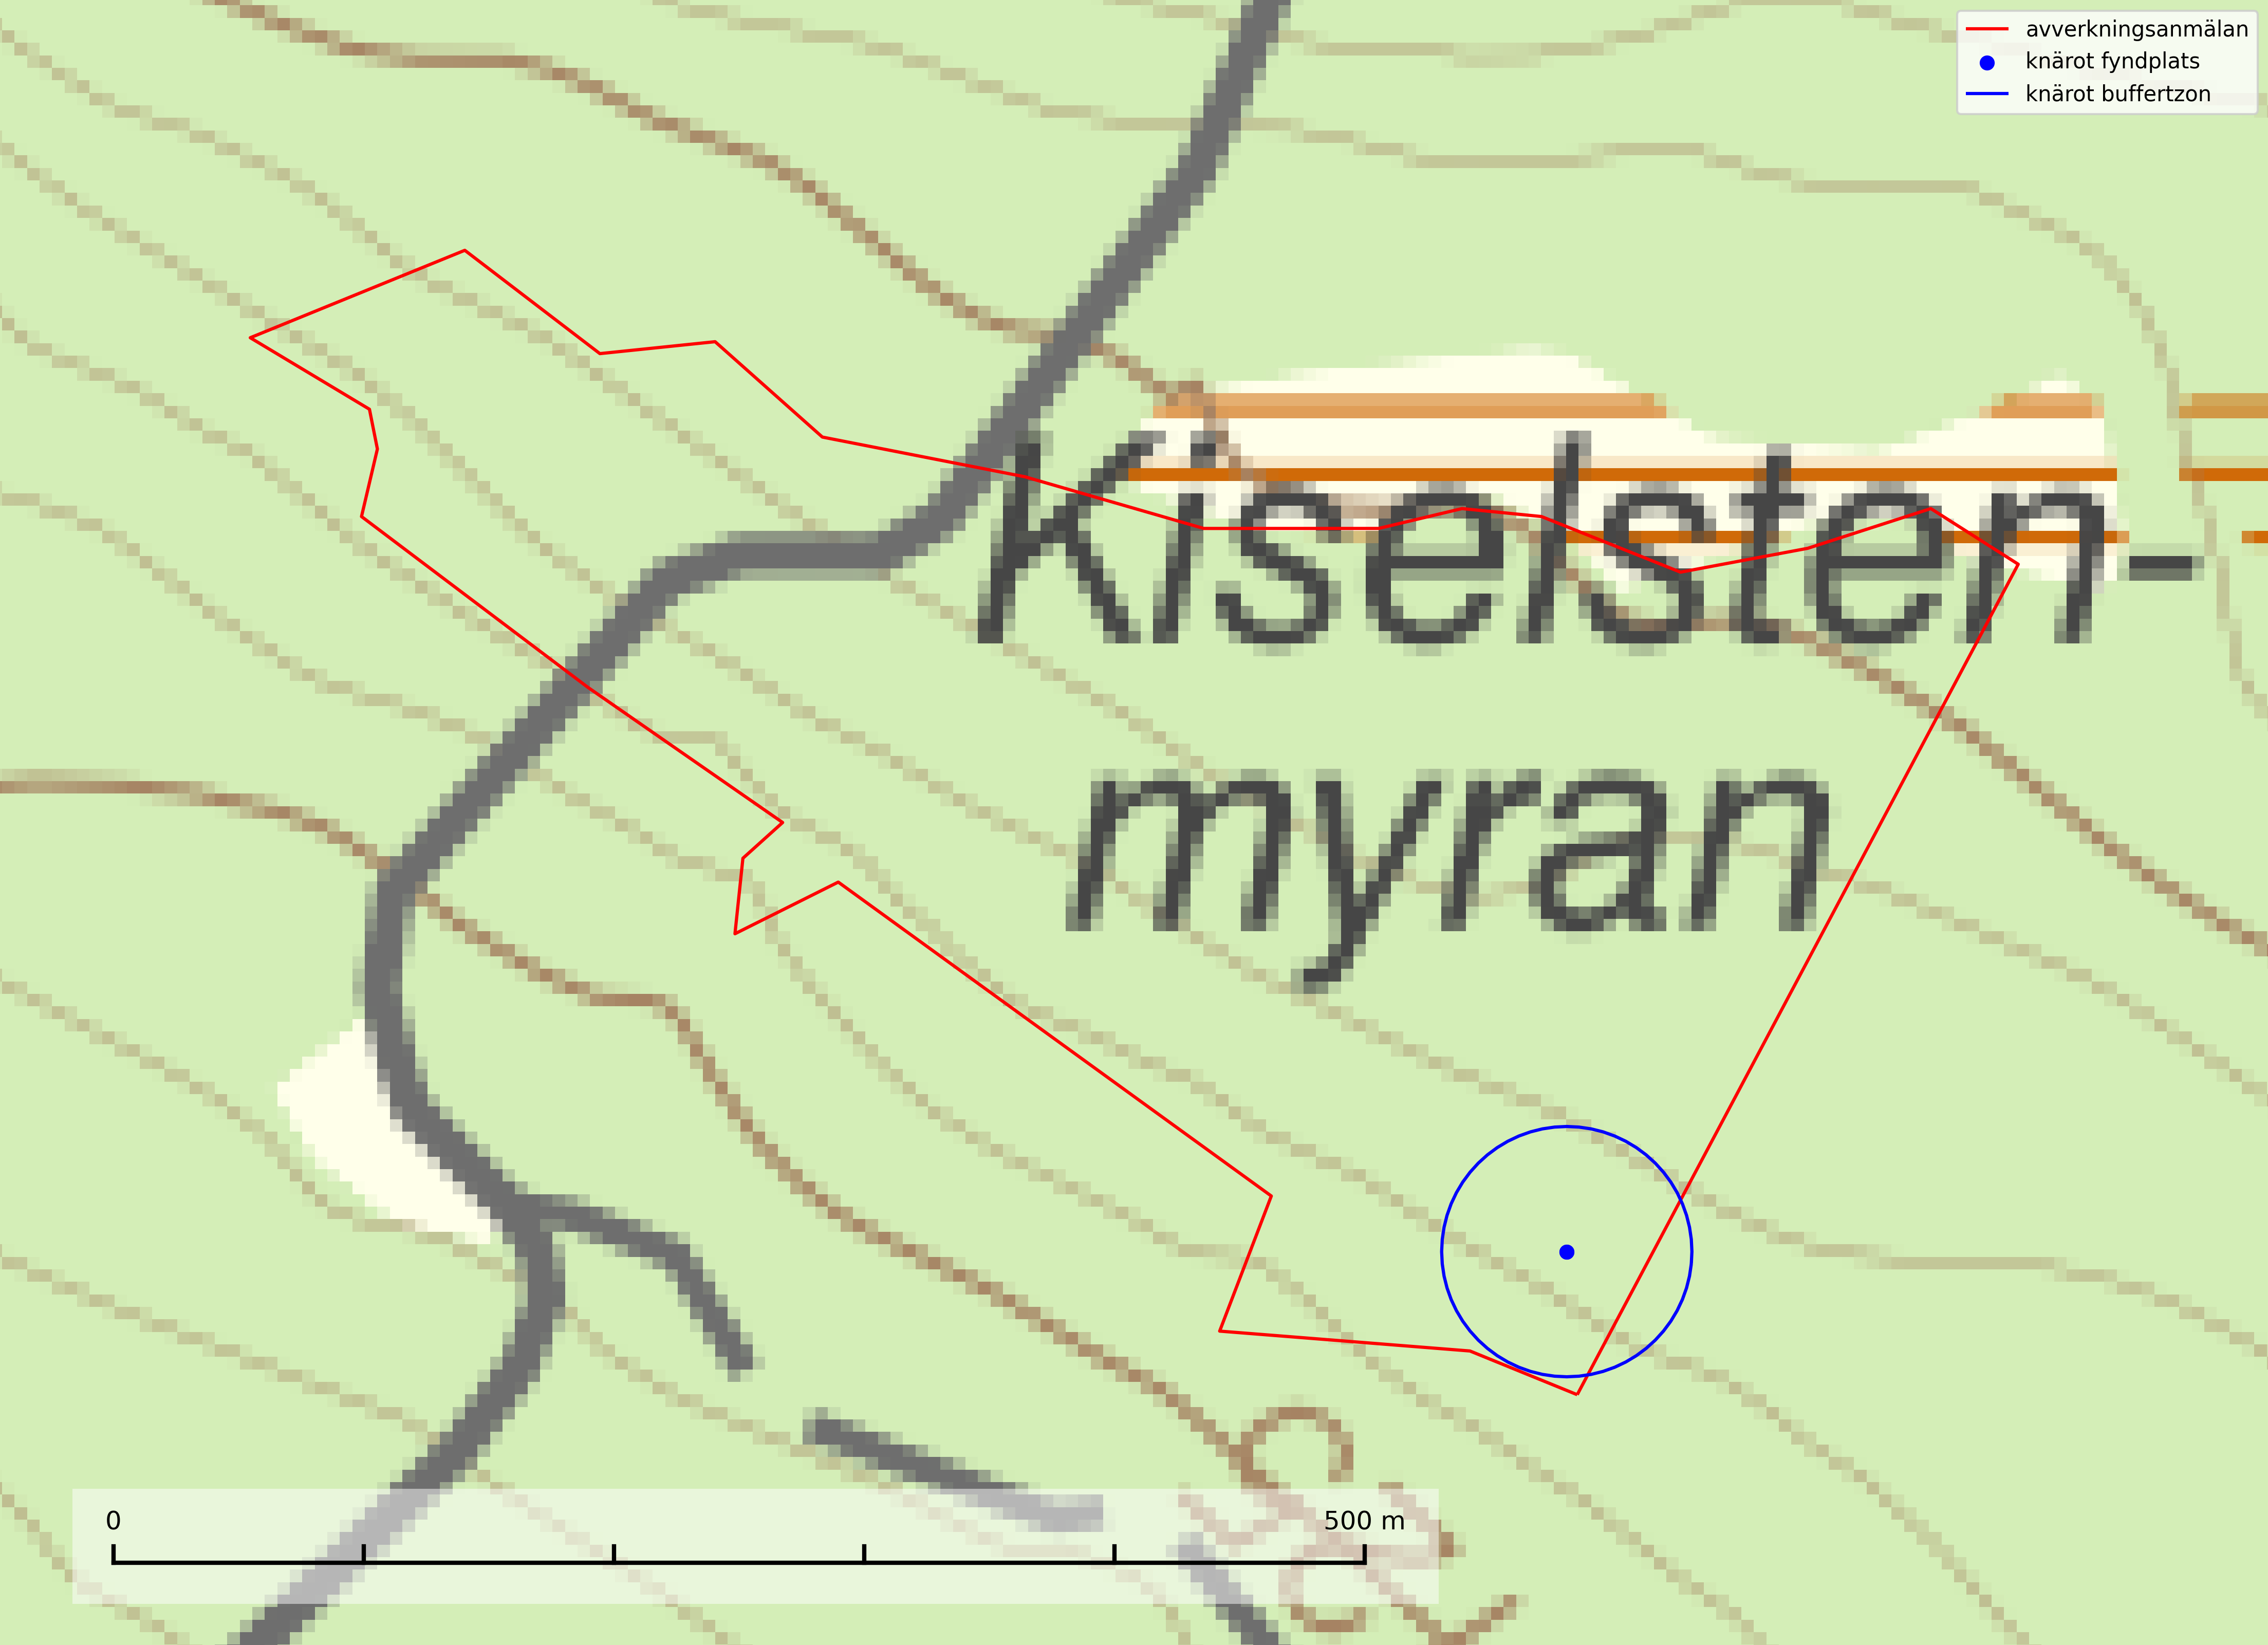 avverkningsanmälan
knärot fyndplats
knärot buffertzon
Kiselsten-
myran
0 500 m